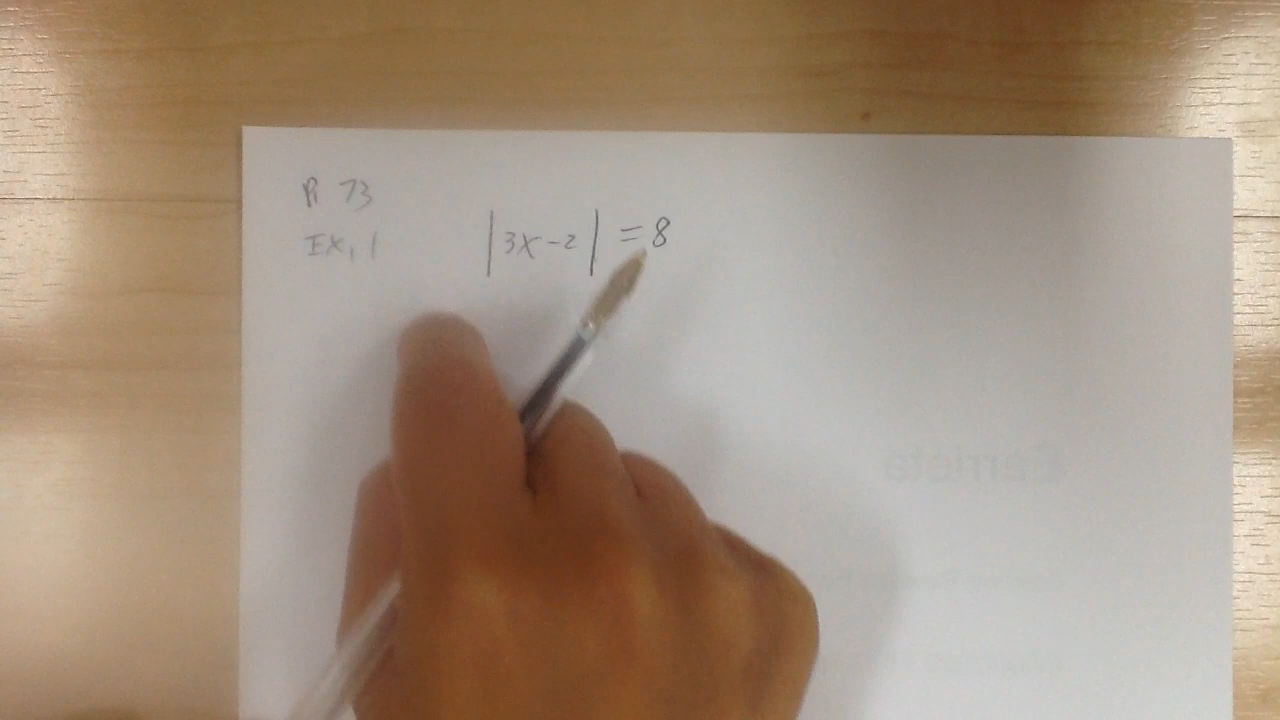 P. 73
Ex, 1 |3x-2| = 8